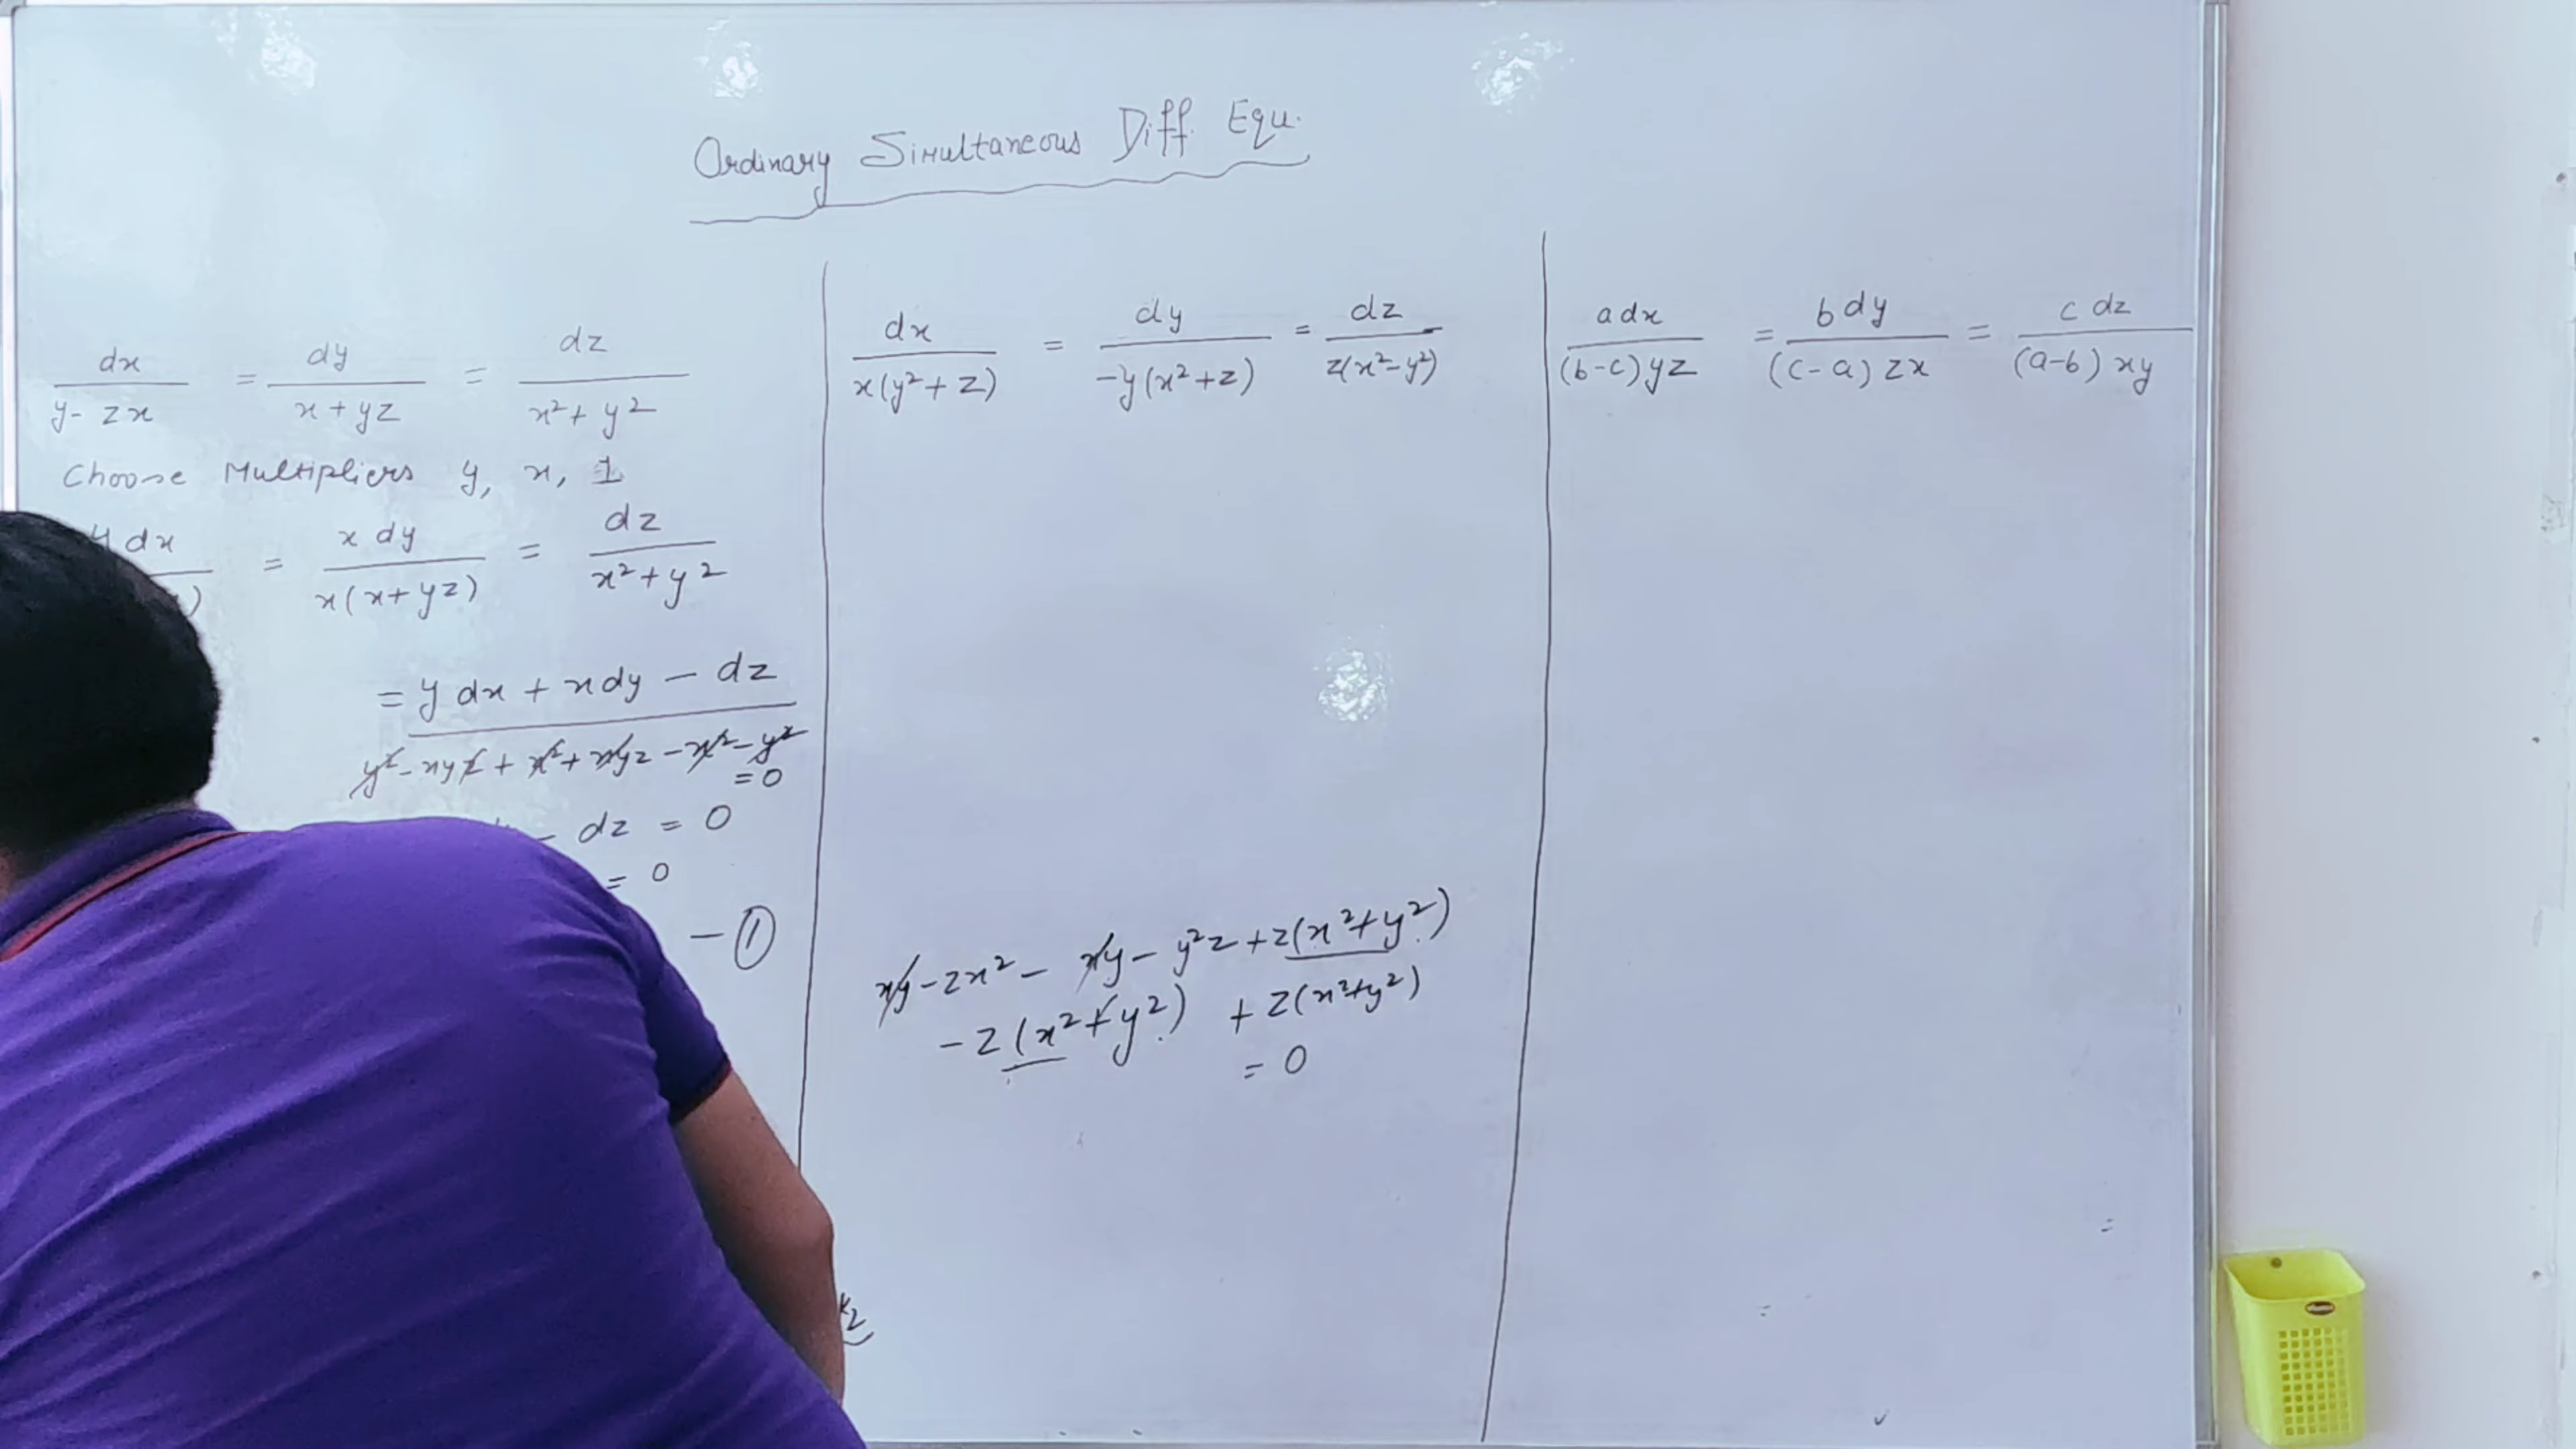 Ordinary Simultaneous Diff. Equ.
dx/(y - zx) = dy/(x + yz) = dz/(x² + y²)
Choose Multipliers y, x, 1
y dx = x dy/(x(x + yz)) = dz/(x² + y²)
= (y dx + x dy - dz)/(y² - xyz + x² + xyz - x² - y²)
= 0
- dz = 0
= 0
- ①
k2
dx/(x(y² + z)) = dy/(-y(x² + z)) = dz/(z(x² - y²))
xy - zx² - xy - y²z + z(x² + y²)
- z(x² + y²) + z(x² + y²)
= 0
a dx/((b-c) yz) = b dy/((c-a) zx) = c dz/((a-b) xy)